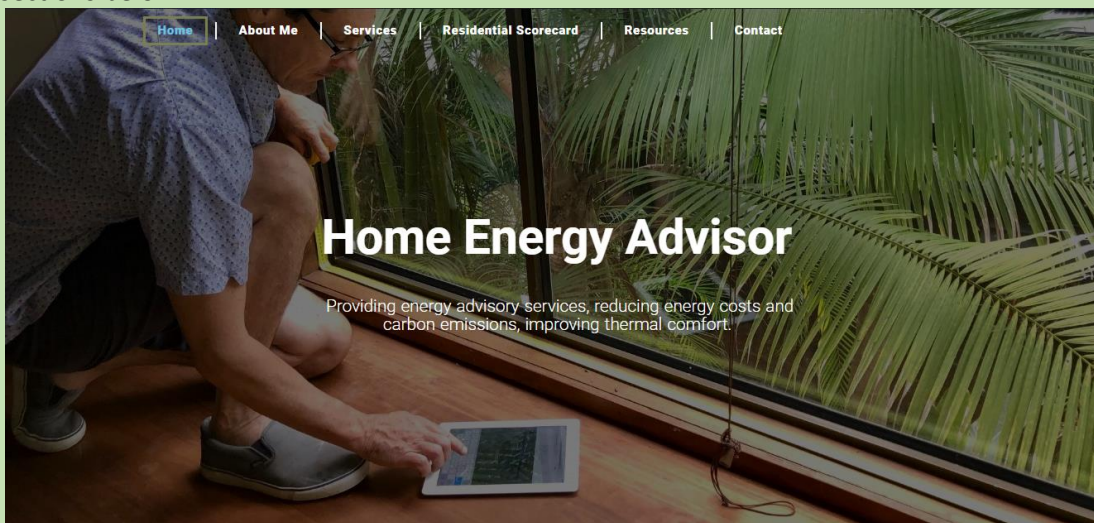 Home
About Me
Services
Residential Scorecard
Resources
Contact
Home Energy Advisor
Providing energy advisory services, reducing energy costs and
carbon emissions, improving thermal comfort.